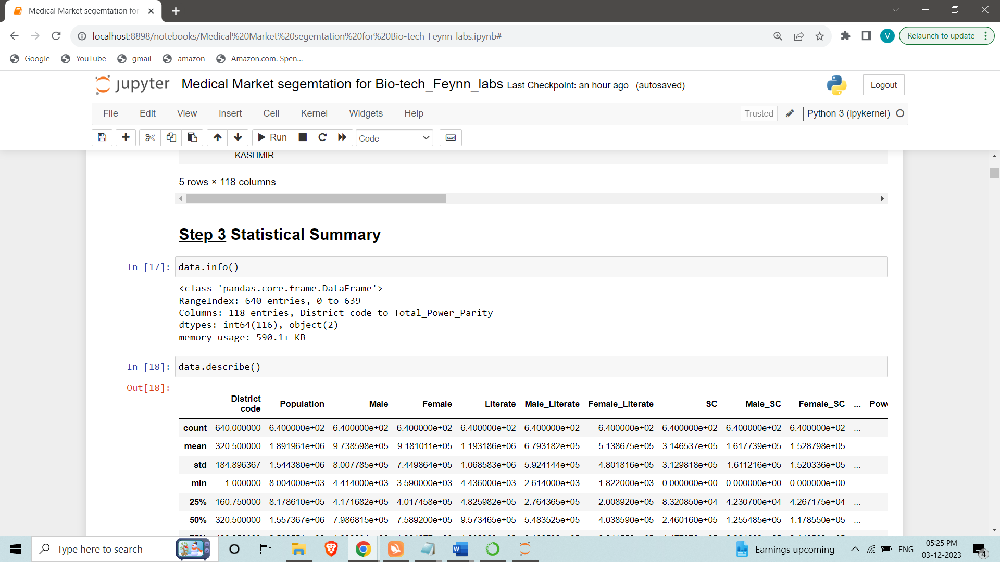 Medical Market segemtation for
localhost:8898/notebooks/Medical%20Market%20segemtation%20for%20Bio-tech_Feynn_labs.ipynb#
V
Relaunch to update
Google YouTube gmail amazon Amazon.com. Spen...
jupyter Medical Market segemtation for Bio-tech_Feynn_labs Last Checkpoint: an hour ago (autosaved)
Logout
File Edit View Insert Cell Kernel Widgets Help
Trusted Python 3 (ipykernel)
Run Code
KASHMIR
5 rows × 118 columns
Step 3 Statistical Summary
In [17]: data.info()
<class 'pandas.core.frame.DataFrame'>
RangeIndex: 640 entries, 0 to 639
Columns: 118 entries, District code to Total_Power_Parity
dtypes: int64(116), object(2)
memory usage: 590.1+ KB
In [18]: data.describe()
Out[18]:
District code Population Male Female Literate Male_Literate Female_Literate SC Male_SC Female_SC ... Powe
count 640.000000 6.400000e+02 6.400000e+02 6.400000e+02 6.400000e+02 6.400000e+02 6.400000e+02 6.400000e+02 6.400000e+02 6.400000e+02 ...
mean 320.500000 1.891961e+06 9.738598e+05 9.181011e+05 1.193186e+06 6.793182e+05 5.138675e+05 3.146537e+05 1.617739e+05 1.528798e+05 ...
std 184.896367 1.544380e+06 8.007785e+05 7.449864e+05 1.068583e+06 5.924144e+05 4.801816e+05 3.129818e+05 1.611216e+05 1.520336e+05 ...
min 1.000000 8.004000e+03 4.414000e+03 3.590000e+03 4.436000e+03 2.614000e+03 1.822000e+03 0.000000e+00 0.000000e+00 0.000000e+00 ...
25% 160.750000 8.178610e+05 4.171682e+05 4.017458e+05 4.825982e+05 2.764365e+05 2.008920e+05 8.320850e+04 4.230700e+04 4.267175e+04 ...
50% 320.500000 1.557367e+06 7.986815e+05 7.589200e+05 9.573465e+05 5.483525e+05 4.038590e+05 2.460160e+05 1.255485e+05 1.178550e+05 ...
Type here to search
Earnings upcoming
ENG
05:25 PM
03-12-2023
4